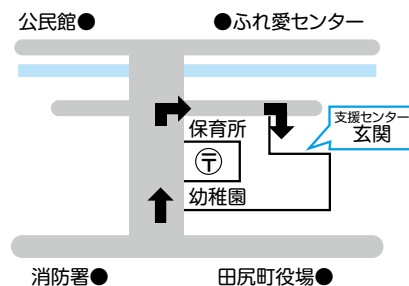 公民館●
●ふれ愛センター
支援センター
玄関
保育所
〒
幼稚園
消防署●
田尻町役場●